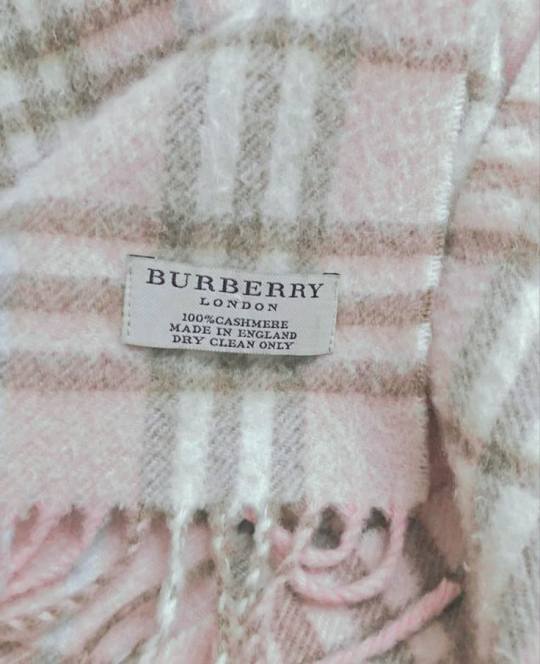 BURBERRY
LONDON
100%CASHMERE
MADE IN ENGLAND
DRY CLEAN ONLY